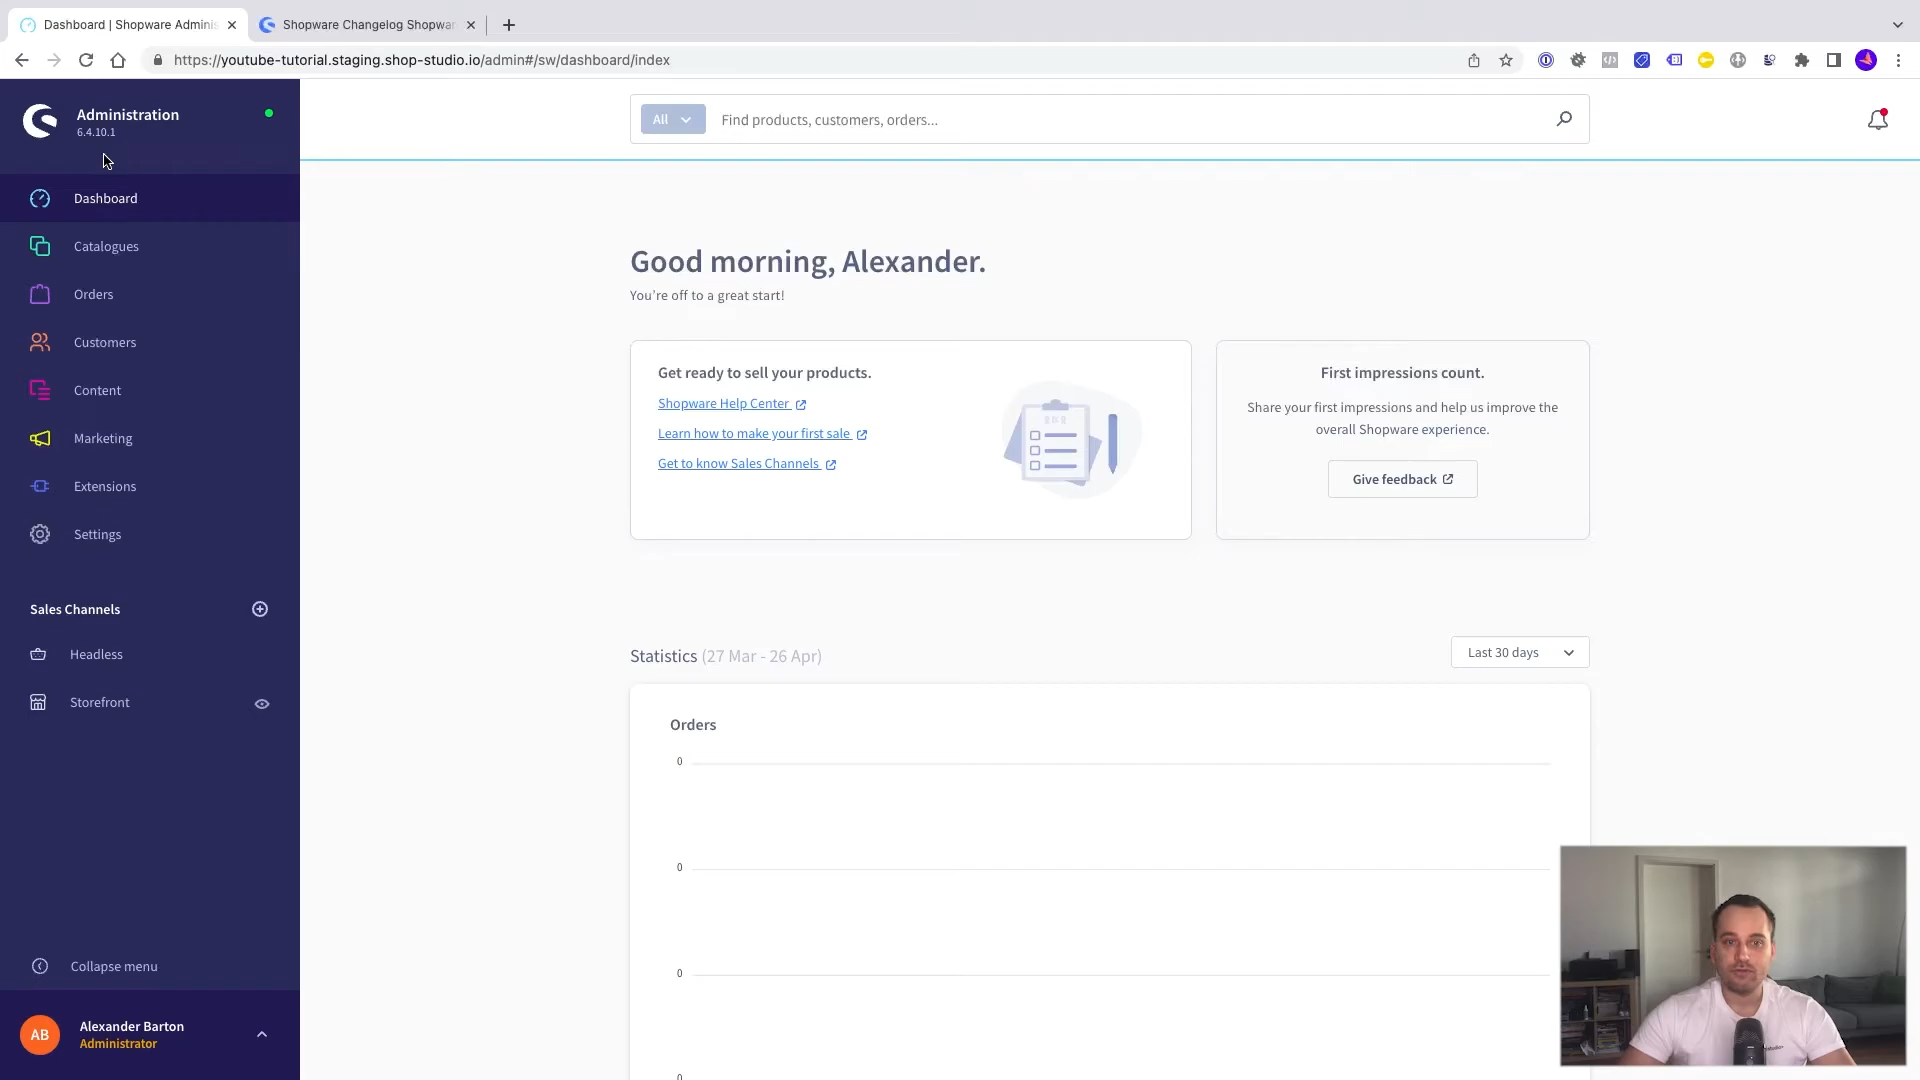 Dashboard | Shopware Adminis
Shopware Changelog Shopwar
https://youtube-tutorial.staging.shop-studio.io/admin#/sw/dashboard/index
Administration
6.4.10.1
All
Find products, customers, orders...
Dashboard
Catalogues
Orders
Customers
Content
Marketing
Extensions
Settings
Sales Channels
Headless
Storefront
Collapse menu
AB
Alexander Barton
Administrator
Good morning, Alexander.
You're off to a great start!
Get ready to sell your products.
Shopware Help Center
Learn how to make your first sale
Get to know Sales Channels
First impressions count.
Share your first impressions and help us improve the
overall Shopware experience.
Give feedback
Statistics (27 Mar - 26 Apr)
Last 30 days
Orders
0
0
0
0